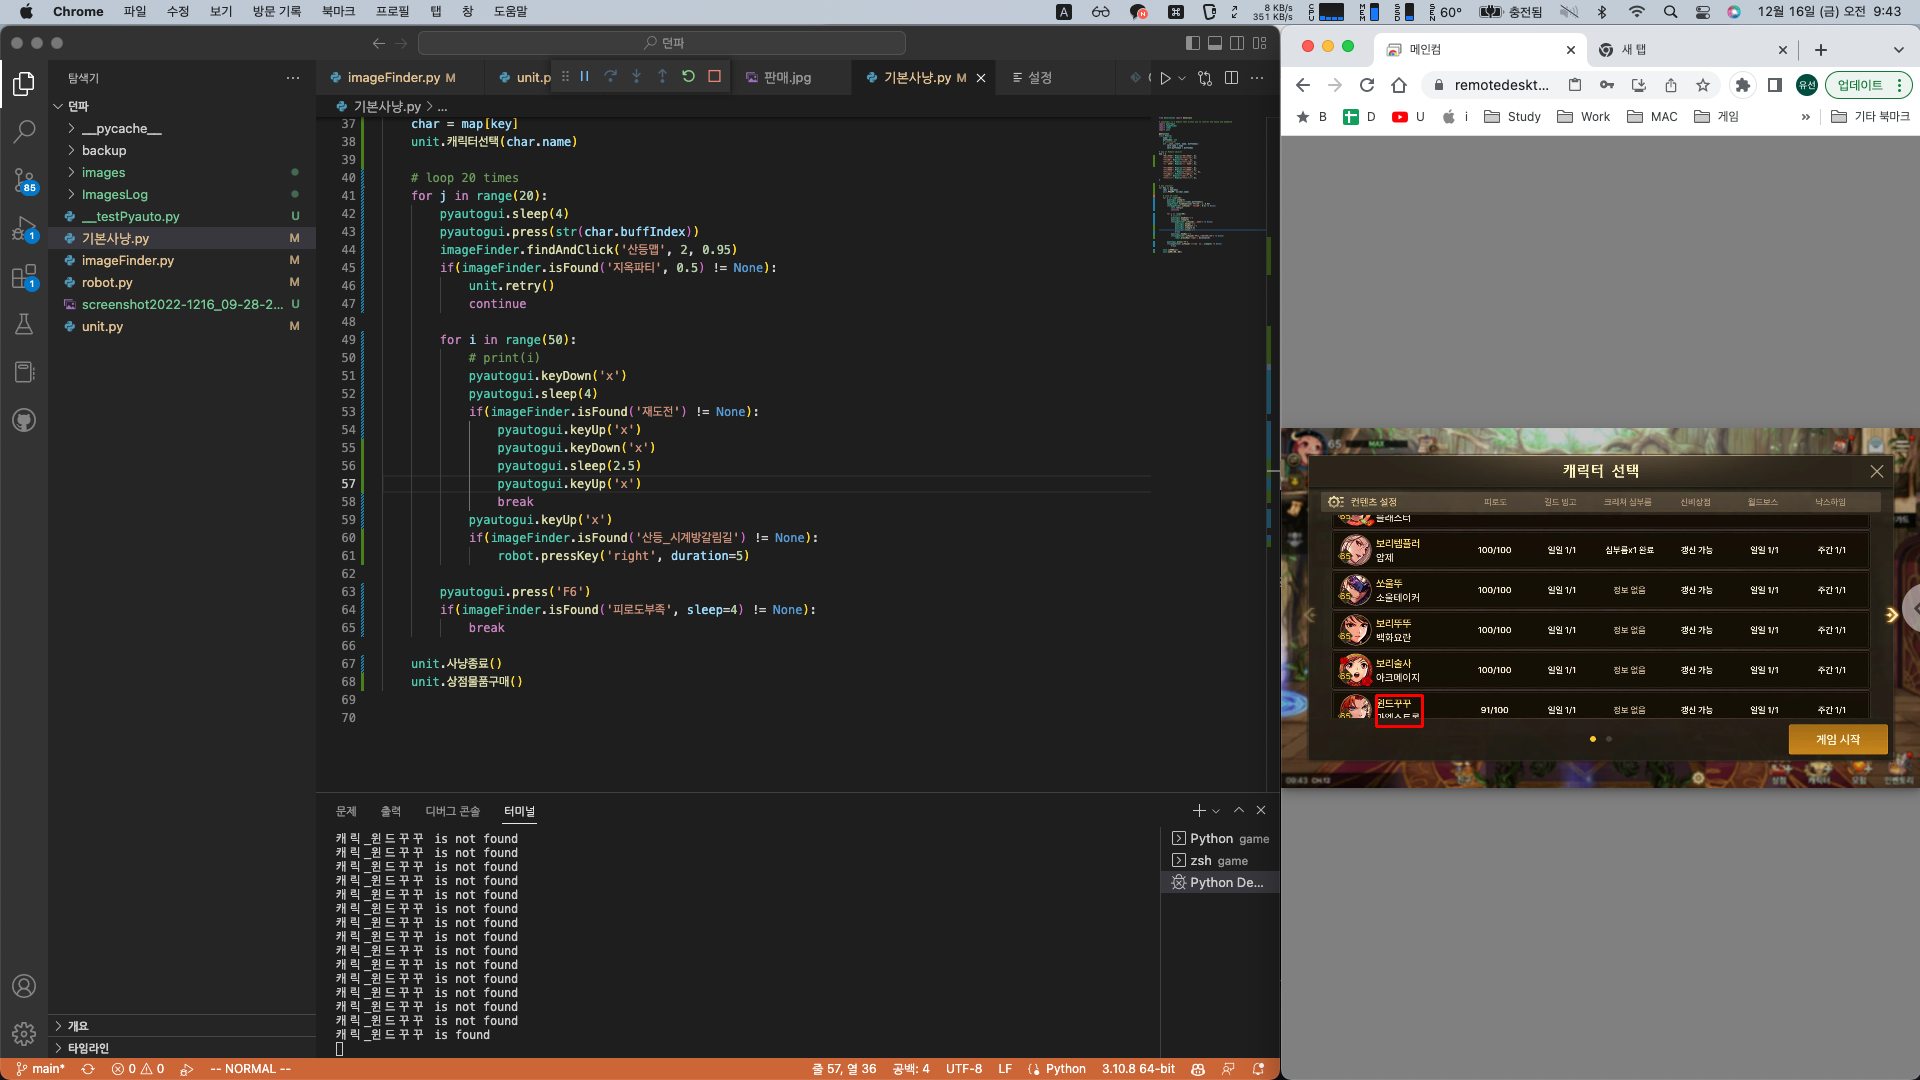 Chrome 파일 수정 보기 방문 기록 북마크 프로필 탭 창 도움말
8 KB/s
351 KB/s
60° 충전됨 12월 16일 (금) 오전 9:43
던파
탐색기
던파
__pycache__
backup
images
ImagesLog
__testPyauto.py U
기본사냥.py M
imageFinder.py M
robot.py M
screenshot2022-1216_09-28-2... U
unit.py M
85
1
1
개요
타임라인
imageFinder.py M
unit.p
판매.jpg
기본사냥.py M
설정
기본사냥.py > ...
37 char = map[key]
38 unit.캐릭터선택(char.name)
39
40 # loop 20 times
41 for j in range(20):
42 pyautogui.sleep(4)
43 pyautogui.press(str(char.buffIndex))
44 imageFinder.findAndClick('산등맵', 2, 0.95)
45 if(imageFinder.isFound('지옥파티', 0.5) != None):
46 unit.retry()
47 continue
48
49 for i in range(50):
50 # print(i)
51 pyautogui.keyDown('x')
52 pyautogui.sleep(4)
53 if(imageFinder.isFound('재도전') != None):
54 pyautogui.keyUp('x')
55 pyautogui.keyDown('x')
56 pyautogui.sleep(2.5)
57 pyautogui.keyUp('x')
58 break
59 pyautogui.keyUp('x')
60 if(imageFinder.isFound('산등_시계방갈림길') != None):
61 robot.pressKey('right', duration=5)
62
63 pyautogui.press('F6')
64 if(imageFinder.isFound('피로도부족', sleep=4) != None):
65 break
66
67 unit.사냥종료()
68 unit.상점물품구매()
69
70
문제 출력 디버그 콘솔 터미널
캐릭_윈드꾸꾸 is not found
캐릭_윈드꾸꾸 is not found
캐릭_윈드꾸꾸 is not found
캐릭_윈드꾸꾸 is not found
캐릭_윈드꾸꾸 is not found
캐릭_윈드꾸꾸 is not found
캐릭_윈드꾸꾸 is not found
캐릭_윈드꾸꾸 is not found
캐릭_윈드꾸꾸 is not found
캐릭_윈드꾸꾸 is not found
캐릭_윈드꾸꾸 is not found
캐릭_윈드꾸꾸 is not found
캐릭_윈드꾸꾸 is not found
캐릭_윈드꾸꾸 is not found
캐릭_윈드꾸꾸 is found
Python game
zsh game
Python De...
main* 0 0 -- NORMAL --
줄 57, 열 36 공백: 4 UTF-8 LF Python 3.10.8 64-bit
메인컴 새 탭
remotedeskt... 유선 업데이트
B D U i Study Work MAC 게임 » 기타 북마크
65 MAX
캐릭터 선택
컨텐츠 설정 피로도 길드 빙고 크리처 심부름 신비상점 월드보스 닥스하임
블래스터
65 보리템플러
암제 100/100 일일 1/1 심부름x1 완료 갱신 가능 일일 1/1 주간 1/1
65 쏘울뚜
소울테이커 100/100 일일 1/1 정보 없음 갱신 가능 일일 1/1 주간 1/1
65 보리뚜뚜
백화요란 100/100 일일 1/1 정보 없음 갱신 가능 일일 1/1 주간 1/1
65 보리술사
아크메이지 100/100 일일 1/1 정보 없음 갱신 가능 일일 1/1 주간 1/1
65 윈드꾸꾸
91/100 일일 1/1 정보 없음 갱신 가능 일일 1/1 주간 1/1
게임 시작
09:43 CH.12 상점 캐릭터 모험 인벤토리